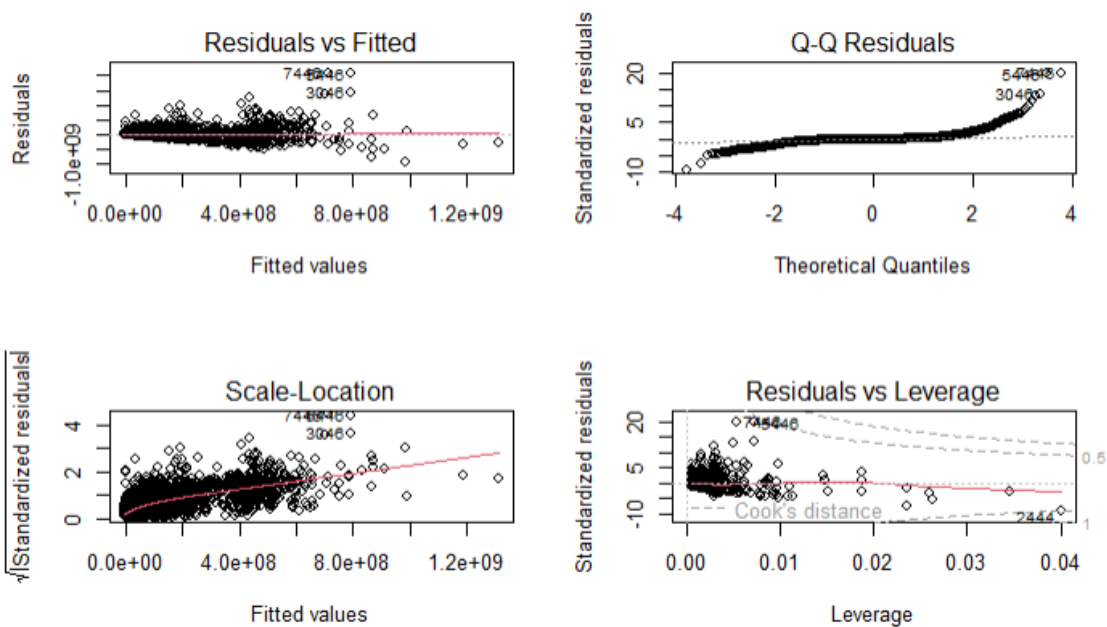 Residuals vs Fitted
Residuals
-1.0e+09
7446
3046
0.0e+00 4.0e+08 8.0e+08 1.2e+09
Fitted values
Q-Q Residuals
Standardized residuals
-10 5 20
3046
-4 -2 0 2 4
Theoretical Quantiles
Scale-Location
√|Standardized residuals|
0 2 4
3046
0.0e+00 4.0e+08 8.0e+08 1.2e+09
Fitted values
Residuals vs Leverage
Standardized residuals
-10 5 20
2444
Cook's distance
0.5
1
0.00 0.01 0.02 0.03 0.04
Leverage